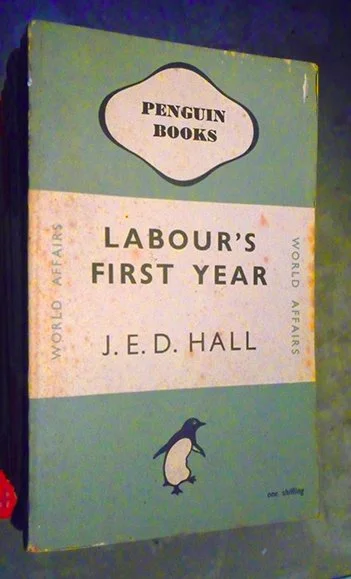 PENGUIN
BOOKS
LABOUR'S
FIRST YEAR
J. E. D. HALL
WORLD AFFAIRS
WORLD AFFAIRS
one shilling